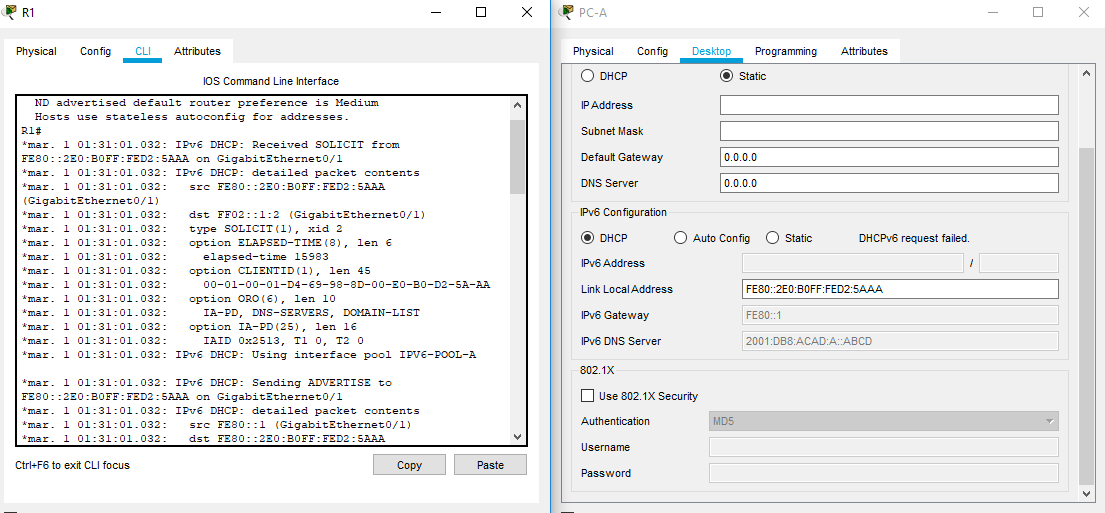 R1
Physical Config CLI Attributes
IOS Command Line Interface
ND advertised default router preference is Medium
Hosts use stateless autoconfig for addresses.
R1#
*mar. 1 01:31:01.032: IPv6 DHCP: Received SOLICIT from
FE80::2E0:B0FF:FED2:5AAA on GigabitEthernet0/1
*mar. 1 01:31:01.032: IPv6 DHCP: detailed packet contents
*mar. 1 01:31:01.032: src FE80::2E0:B0FF:FED2:5AAA
(GigabitEthernet0/1)
*mar. 1 01:31:01.032: dst FF02::1:2 (GigabitEthernet0/1)
*mar. 1 01:31:01.032: type SOLICIT(1), xid 2
*mar. 1 01:31:01.032: option ELAPSED-TIME(8), len 6
*mar. 1 01:31:01.032: elapsed-time 15983
*mar. 1 01:31:01.032: option CLIENTID(1), len 45
*mar. 1 01:31:01.032: 00-01-00-01-D4-69-98-8D-00-E0-B0-D2-5A-AA
*mar. 1 01:31:01.032: option ORO(6), len 10
*mar. 1 01:31:01.032: IA-PD, DNS-SERVERS, DOMAIN-LIST
*mar. 1 01:31:01.032: option IA-PD(25), len 16
*mar. 1 01:31:01.032: IAID 0x2513, T1 0, T2 0
*mar. 1 01:31:01.032: IPv6 DHCP: Using interface pool IPV6-POOL-A
*mar. 1 01:31:01.032: IPv6 DHCP: Sending ADVERTISE to
FE80::2E0:B0FF:FED2:5AAA on GigabitEthernet0/1
*mar. 1 01:31:01.032: IPv6 DHCP: detailed packet contents
*mar. 1 01:31:01.032: src FE80::1 (GigabitEthernet0/1)
*mar. 1 01:31:01.032: dst FE80::2E0:B0FF:FED2:5AAA
Ctrl+F6 to exit CLI focus
Copy Paste
PC-A
Physical Config Desktop Programming Attributes
DHCP Static
IP Address
Subnet Mask
Default Gateway 0.0.0.0
DNS Server 0.0.0.0
IPv6 Configuration
DHCP Auto Config Static DHCPv6 request failed.
IPv6 Address /
Link Local Address FE80::2E0:B0FF:FED2:5AAA
IPv6 Gateway FE80::1
IPv6 DNS Server 2001:DB8:ACAD:A::ABCD
802.1X
Use 802.1X Security
Authentication MD5
Username
Password